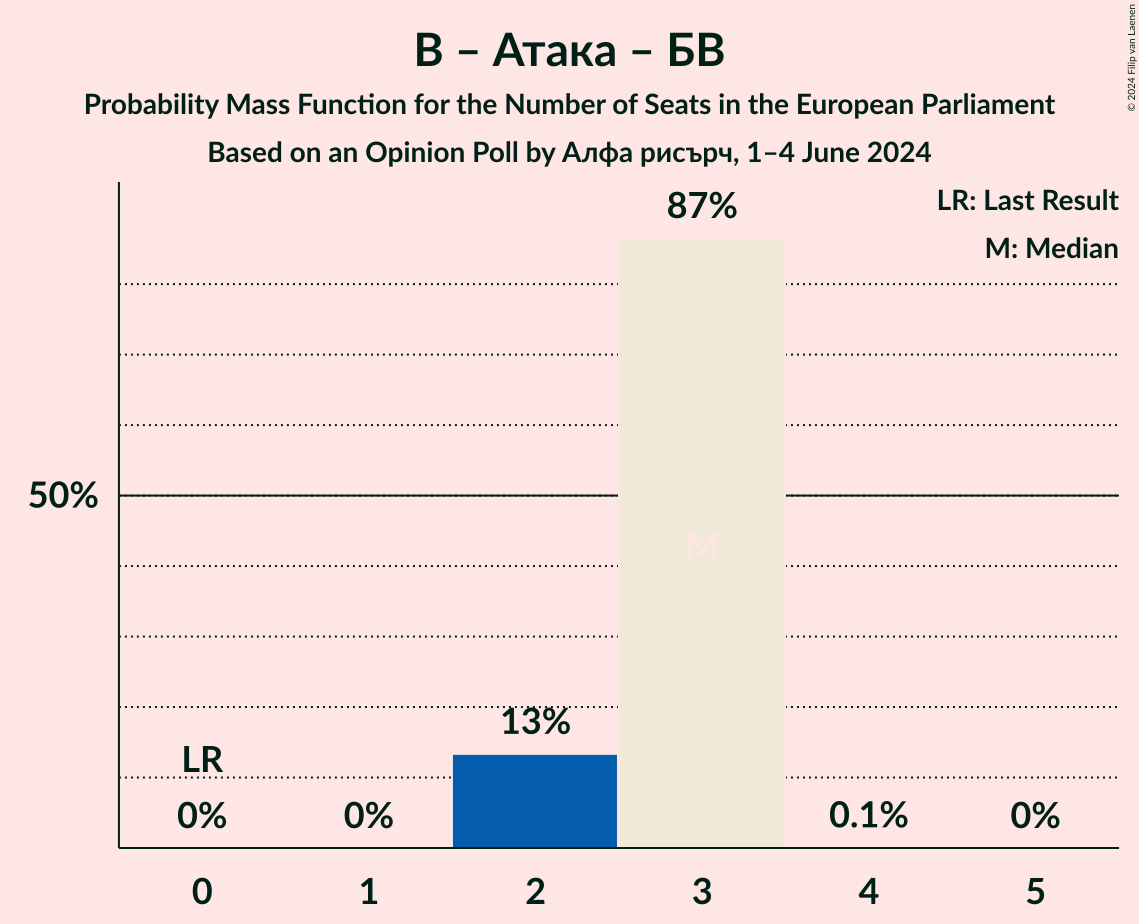 В – Атака – БВ
Probability Mass Function for the Number of Seats in the European Parliament
Based on an Opinion Poll by Алфа рисърч, 1–4 June 2024
© 2024 Filip van Laenen
LR: Last Result
M: Median
87%
50%
M
13%
LR
0%
0%
0.1%
0%
0
1
2
3
4
5